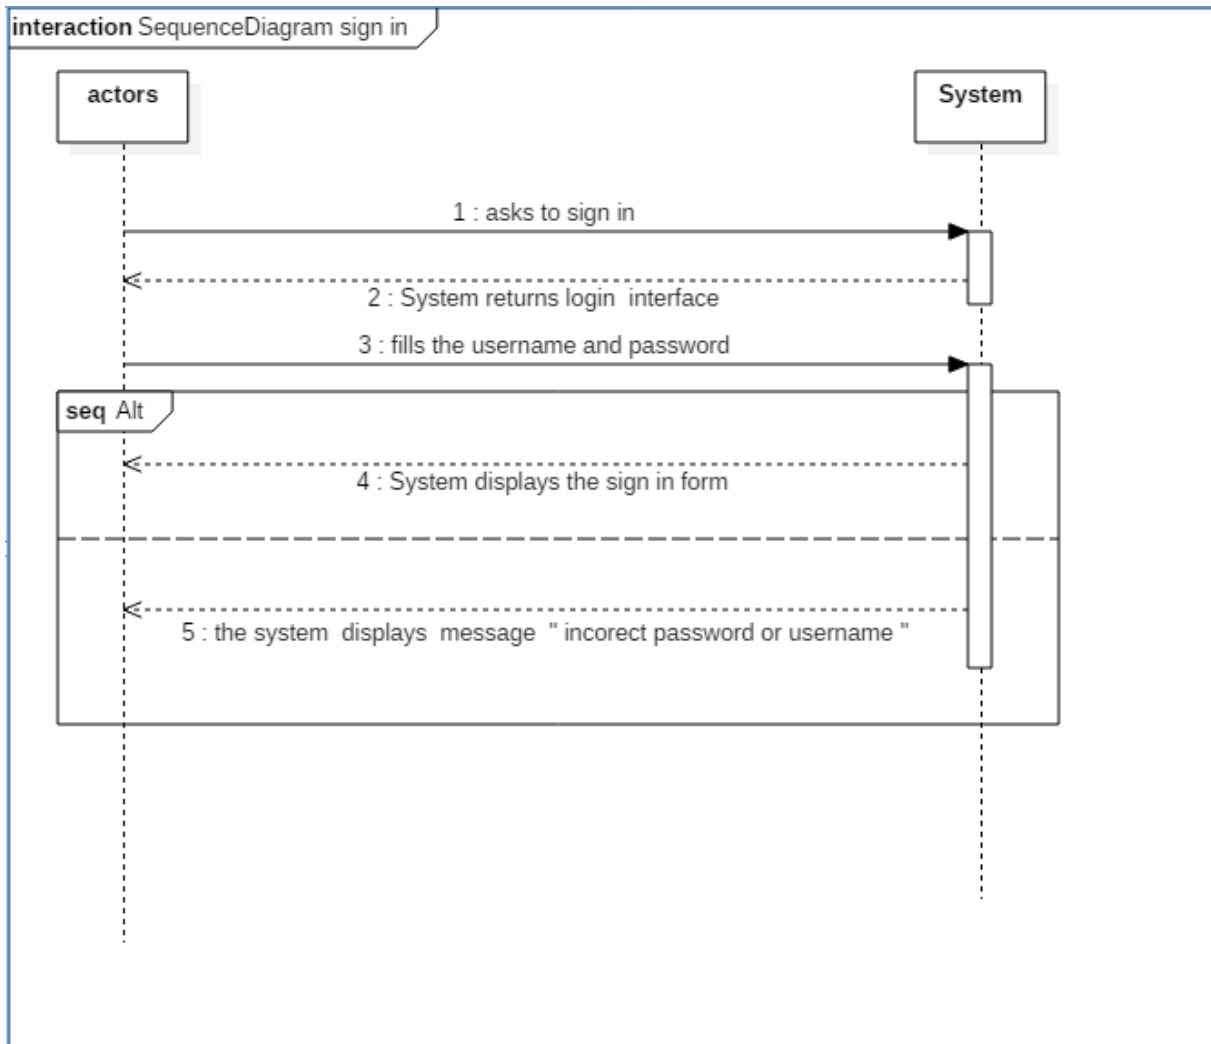 interaction SequenceDiagram sign in
actors
System
1 : asks to sign in
2 : System returns login  interface
3 : fills the username and password
seq Alt
4 : System displays the sign in form
5 : the system  displays  message  " incorect password or username "